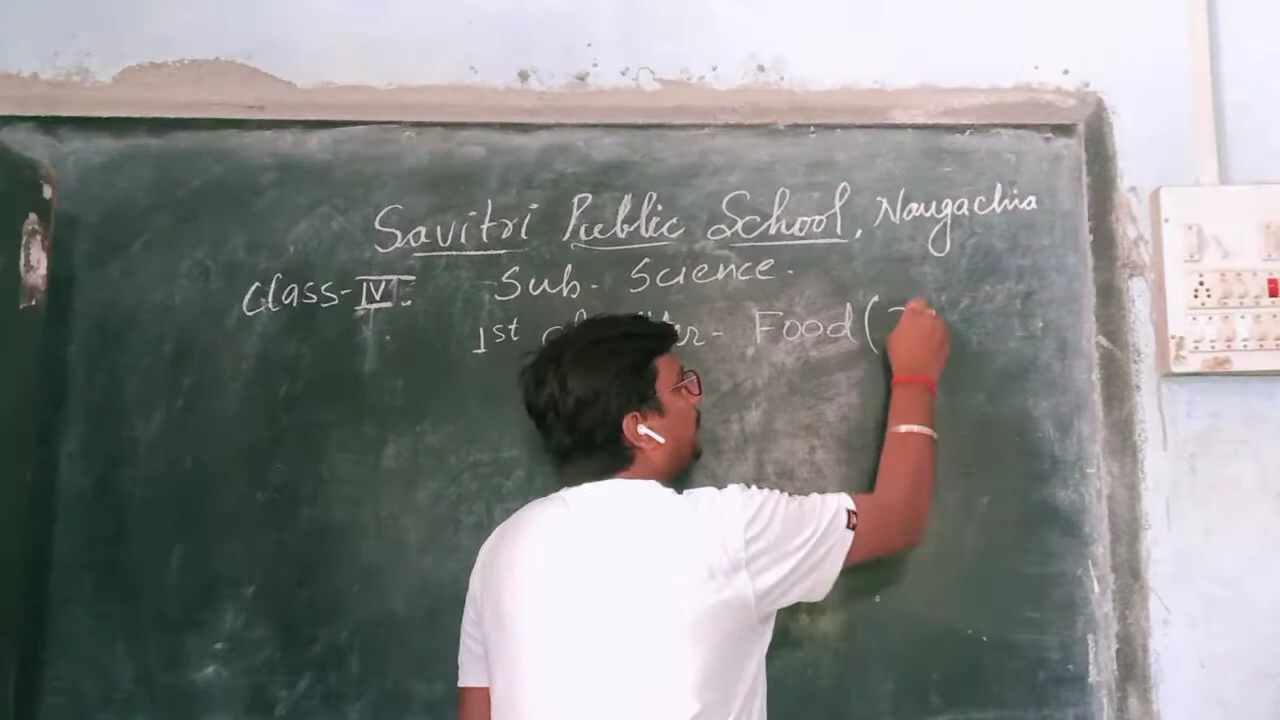 Savitri Public School, Naugachia
Class-IV. Sub- Science.
1st Food (